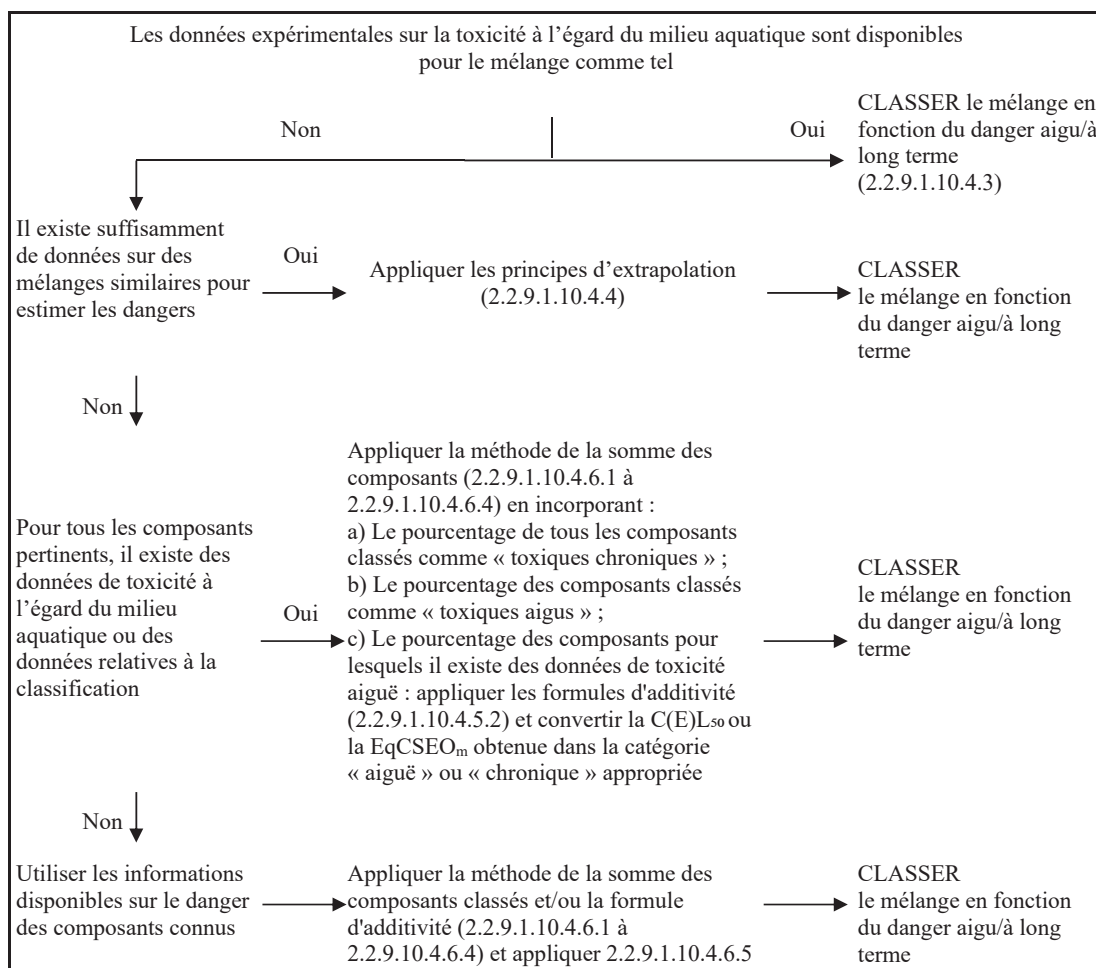 Les données expérimentales sur la toxicité à l’égard du milieu aquatique sont disponibles
pour le mélange comme tel
Non
Oui
CLASSER le mélange en
fonction du danger aigu/à
long terme
(2.2.9.1.10.4.3)
Il existe suffisamment
de données sur des
mélanges similaires pour
estimer les dangers
Oui
Appliquer les principes d’extrapolation
(2.2.9.1.10.4.4)
CLASSER
le mélange en fonction
du danger aigu/à long
terme
Non
Pour tous les composants
pertinents, il existe des
données de toxicité à
l’égard du milieu
aquatique ou des
données relatives à la
classification
Oui
Appliquer la méthode de la somme des
composants (2.2.9.1.10.4.6.1 à
2.2.9.1.10.4.6.4) en incorporant :
a) Le pourcentage de tous les composants
classés comme « toxiques chroniques » ;
b) Le pourcentage des composants classés
comme « toxiques aigus » ;
c) Le pourcentage des composants pour
lesquels il existe des données de toxicité
aiguë : appliquer les formules d'additivité
(2.2.9.1.10.4.5.2) et convertir la C(E)L50 ou
la EqCSEOm obtenue dans la catégorie
« aiguë » ou « chronique » appropriée
CLASSER
le mélange en fonction
du danger aigu/à long
terme
Non
Utiliser les informations
disponibles sur le danger
des composants connus
Appliquer la méthode de la somme des
composants classés et/ou la formule
d'additivité (2.2.9.1.10.4.6.1 à
2.2.9.10.4.6.4) et appliquer 2.2.9.1.10.4.6.5
CLASSER
le mélange en fonction
du danger aigu/à long
terme